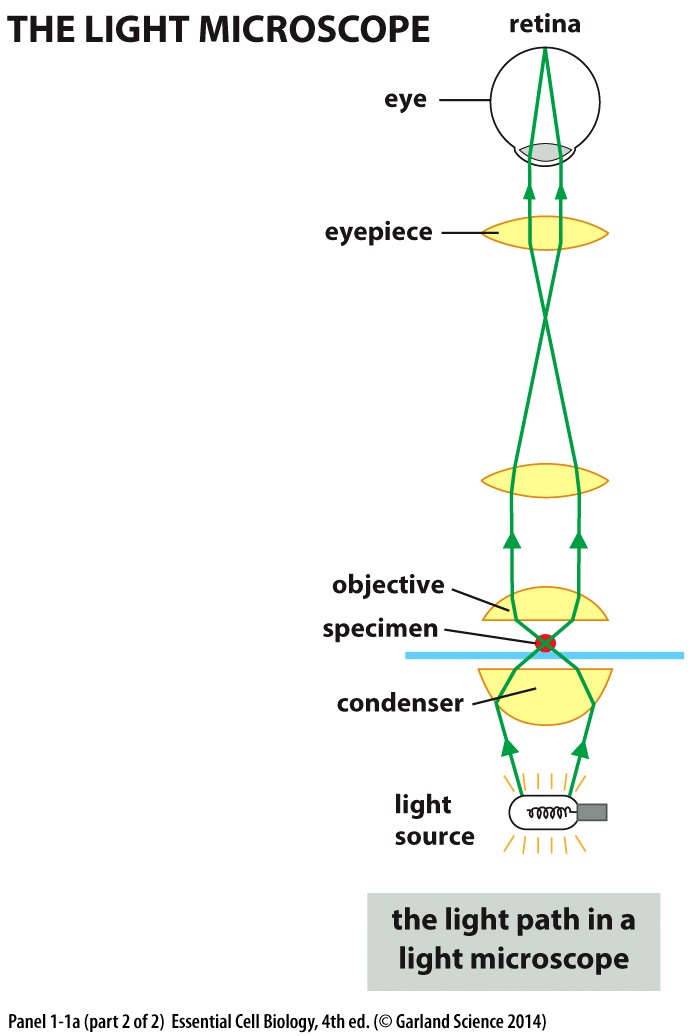 THE LIGHT MICROSCOPE
retina
eye
eyepiece
objective
specimen
condenser
light
source
the light path in a
light microscope
Panel 1-1a (part 2 of 2) Essential Cell Biology, 4th ed. (© Garland Science 2014)